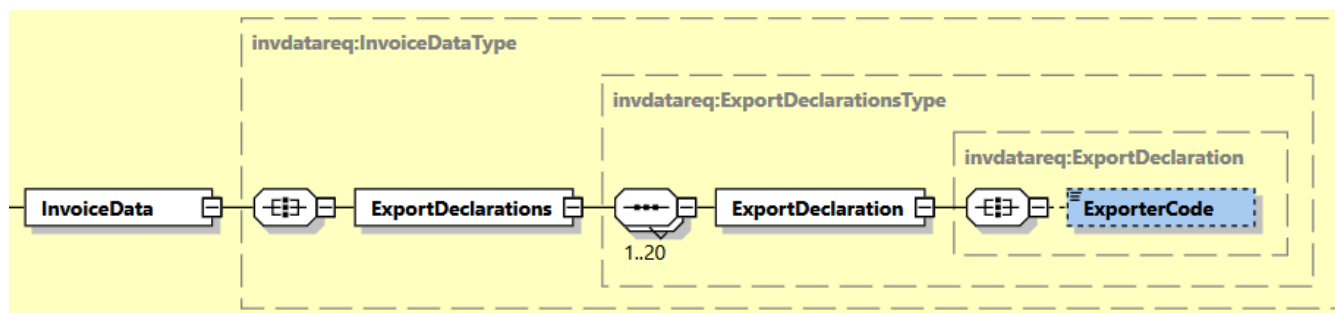 invdatareq:InvoiceDataType
invdatareq:ExportDeclarationsType
invdatareq:ExportDeclaration
InvoiceData
ExportDeclarations
ExportDeclaration
ExporterCode
1..20